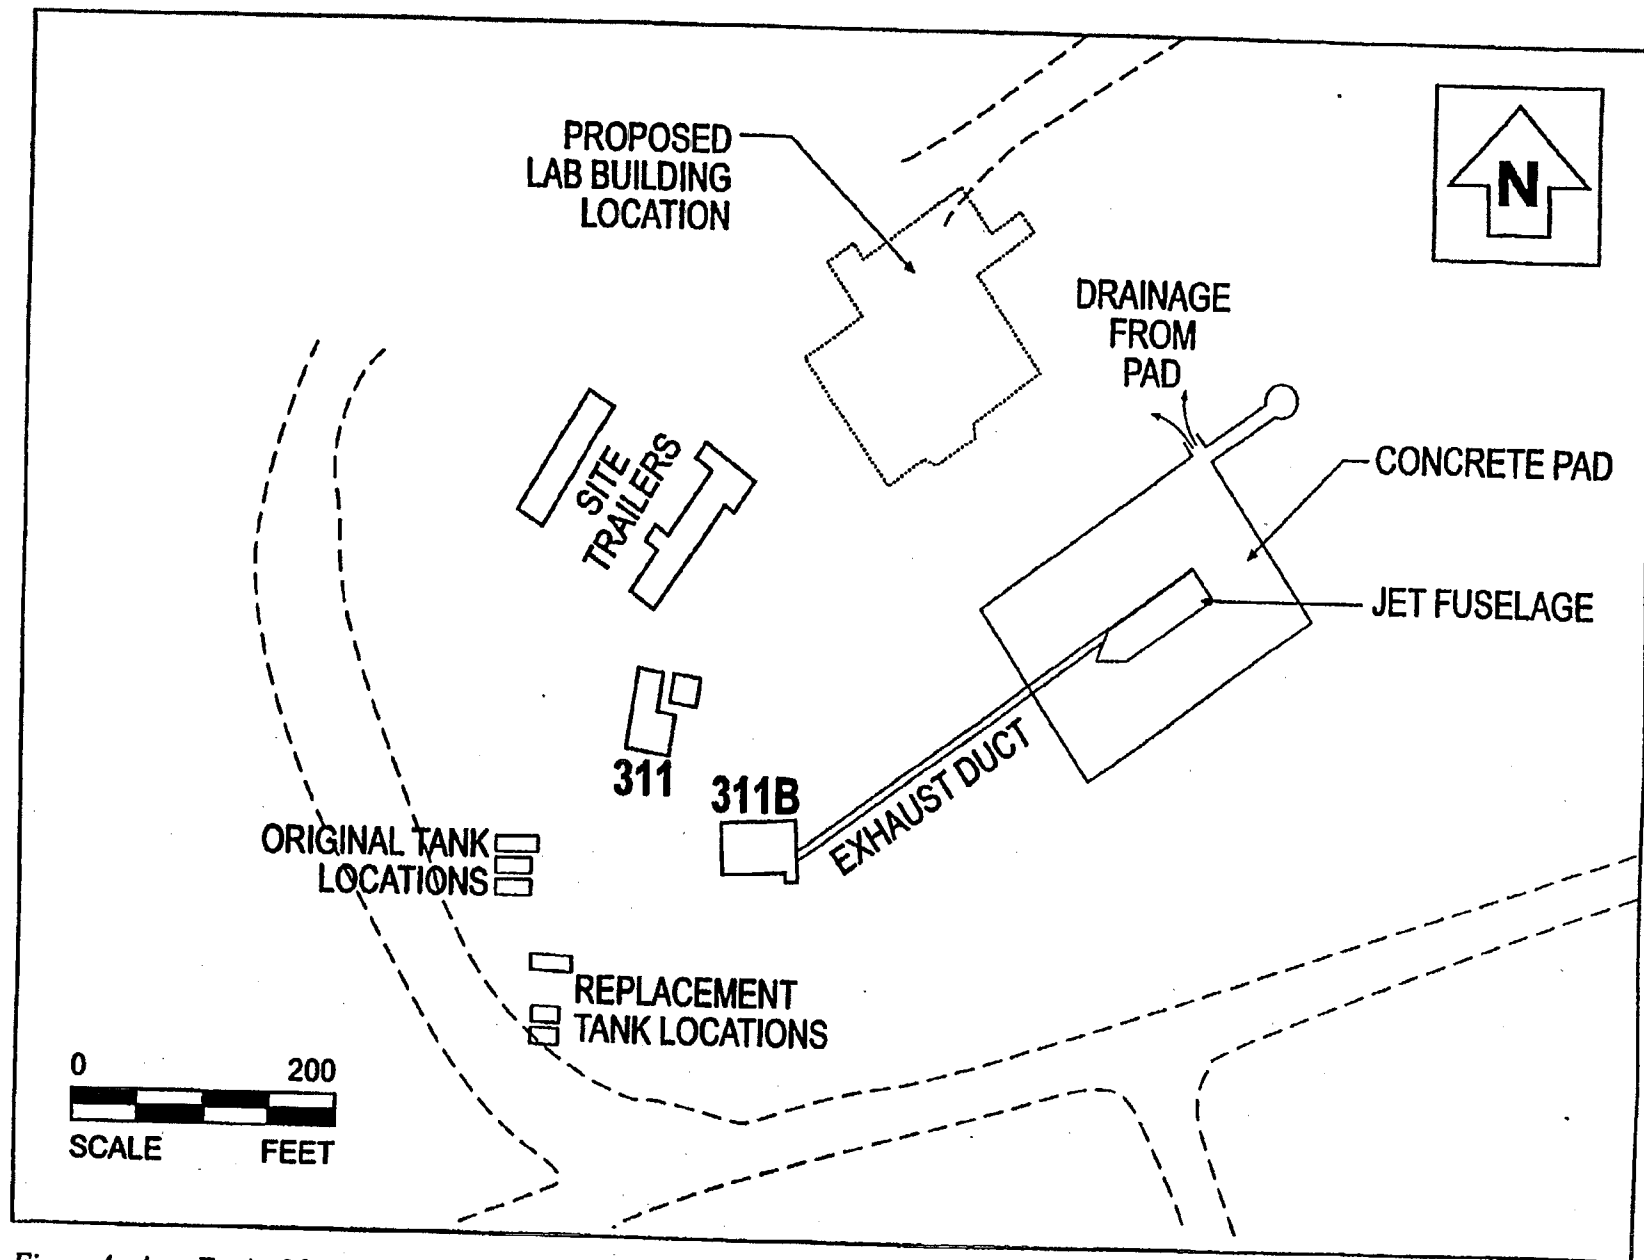 PROPOSED
LAB BUILDING
LOCATION
N
DRAINAGE
FROM
PAD
CONCRETE PAD
SITE
TRAILERS
JET FUSELAGE
311
311B
EXHAUST DUCT
ORIGINAL TANK
LOCATIONS
REPLACEMENT
TANK LOCATIONS
0 200
SCALE FEET